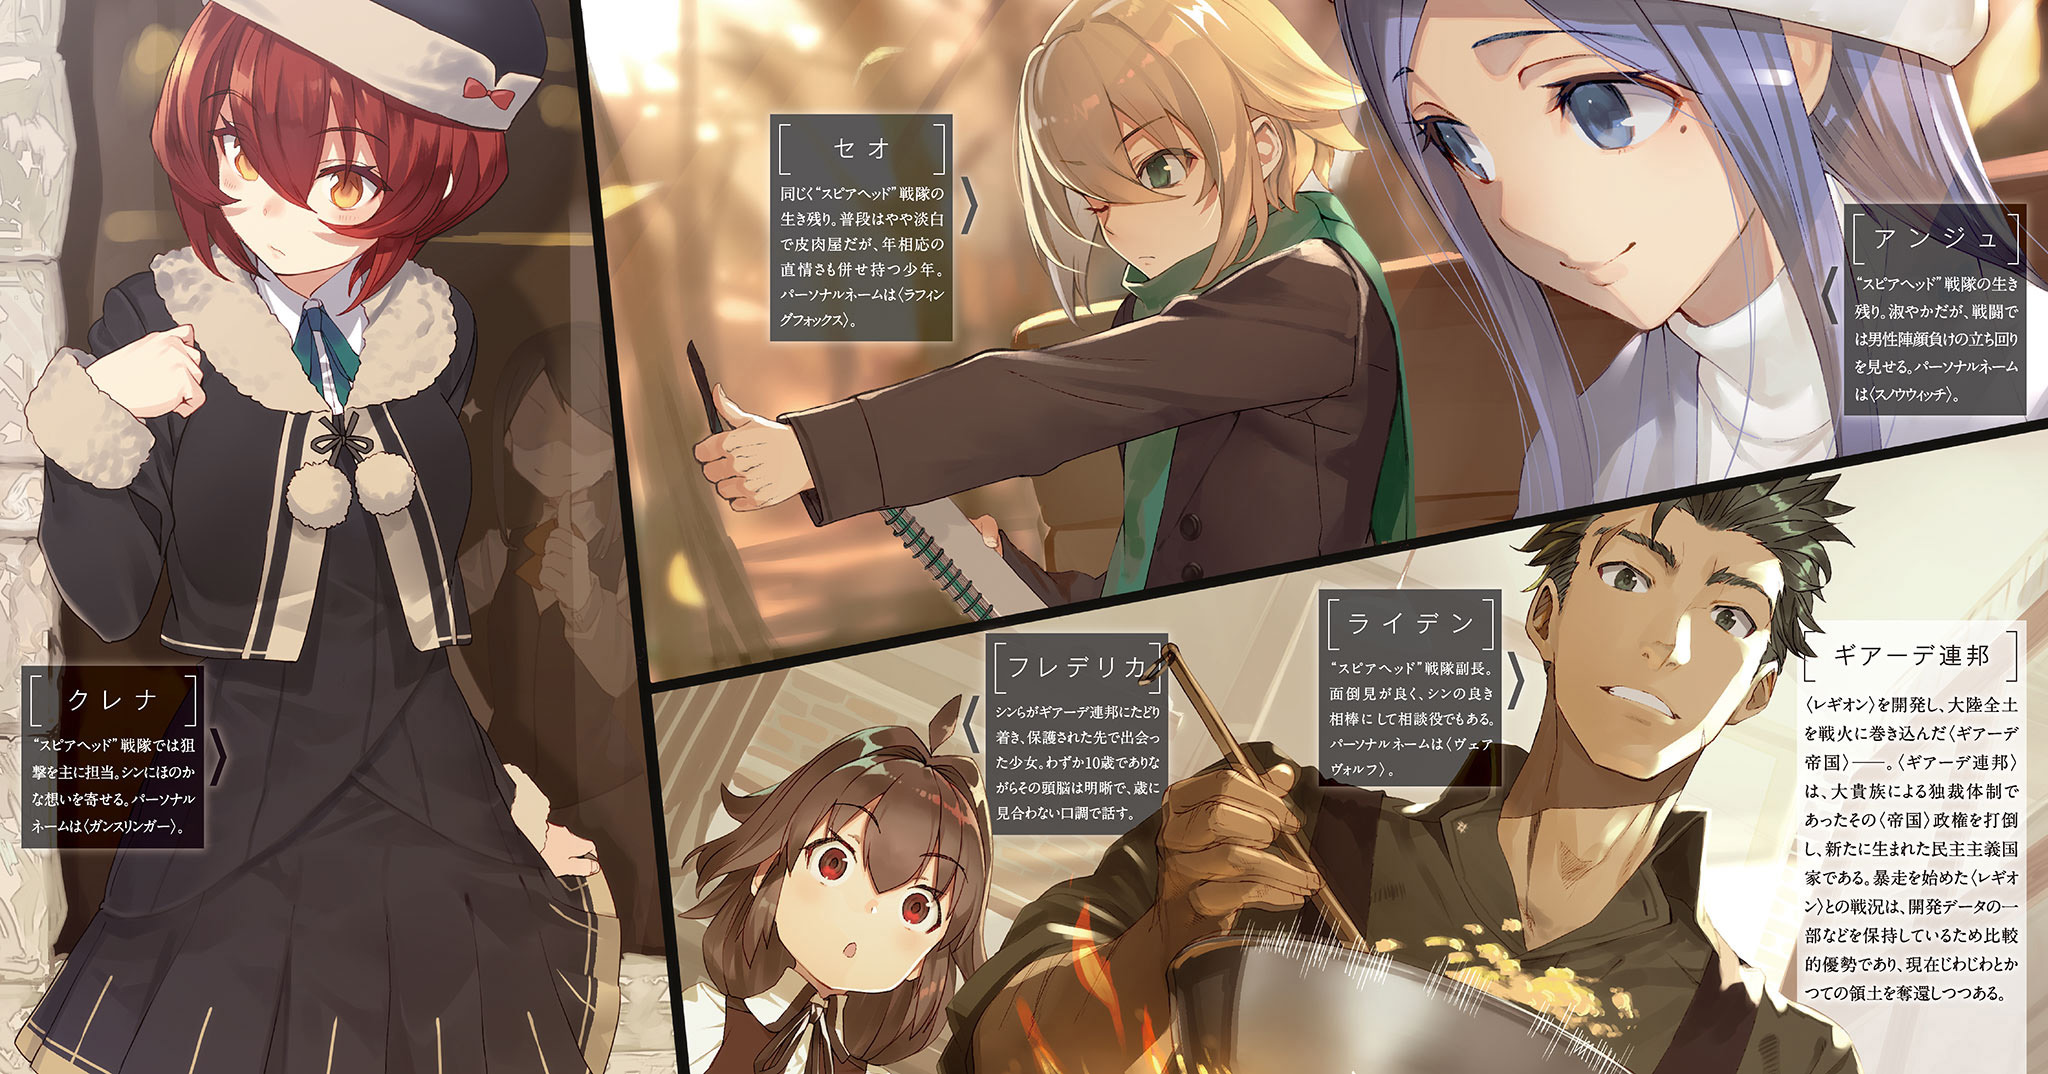 クレナ
“スピアヘッド”戦隊では狙
撃を主に担当。シンにほのか
な想いを寄せる。パーソナル
ネームは〈ガンスリンガー〉。
セオ
同じく“スピアヘッド”戦隊の
生き残り。普段はやや淡白
で皮肉屋だが、年相応の
直情さも併せ持つ少年。
パーソナルネームは〈ラフィン
グフォックス〉。
アンジュ
“スピアヘッド”戦隊の生き
残り。淑やかだが、戦闘で
は男性陣顔負けの立ち回り
を見せる。パーソナルネーム
は〈スノウウィッチ〉。
フレデリカ
シンらがギアーデ連邦にたどり
着き、保護された先で出会っ
た少女。わずか10歳でありな
がらその頭脳は明晰で、歳に
見合わない口調で話す。
ライデン
“スピアヘッド”戦隊副長。
面倒見が良く、シンの良き
相棒にして相談役でもある。
パーソナルネームは〈ヴェア
ヴォルフ〉。
ギアーデ連邦
〈レギオン〉を開発し、大陸全土
を戦火に巻き込んだ〈ギアーデ
帝国〉――。〈ギアーデ連邦〉
は、大貴族による独裁体制で
あったその〈帝国〉政権を打倒
し、新たに生まれた民主主義国
家である。暴走を始めた〈レギオ
ン〉との戦況は、開発データの一
部などを保持しているため比較
的優勢であり、現在じわじわとか
つての領土を奪還しつつある。